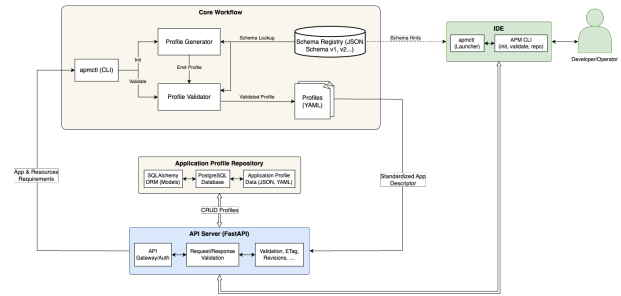 Core Workflow
Profile Generator
Schema Lookup
Schema Registry (JSON
Schema v1, v2...)
Schema Hints
IDE
apmctl
(Launcher)
APM CLI
(init, validate, repo)
Developer/Operator
apmctl (CLI)
Init
Validate
Emit Profile
Profile Validator
Validated Profile
Profiles
(YAML)
App & Resources
Requirements
Application Profile Repository
SQLAlchemy
DRM (Models)
PostgreSQL
Database
Application Profile
Data (JSON, YAML)
Standardized App
Descriptor
CRUD Profiles
API Server (FastAPI)
API
Gateway/Auth
Request/Response
Validation
Validation, ETag,
Revisions, ....